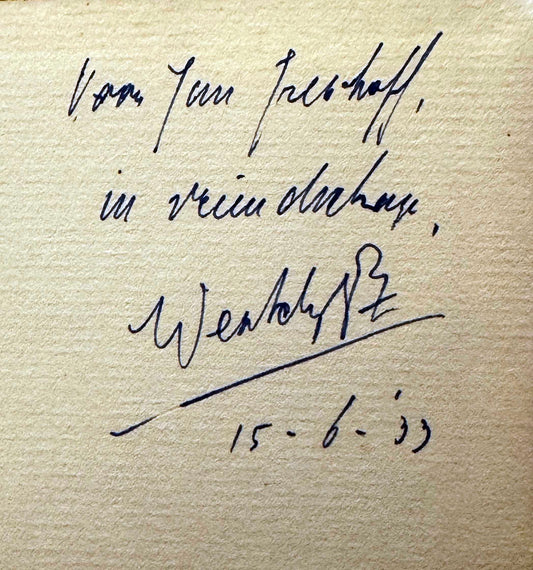 Voor Jan Greshoff,
in vriendschap,
15-6-'33